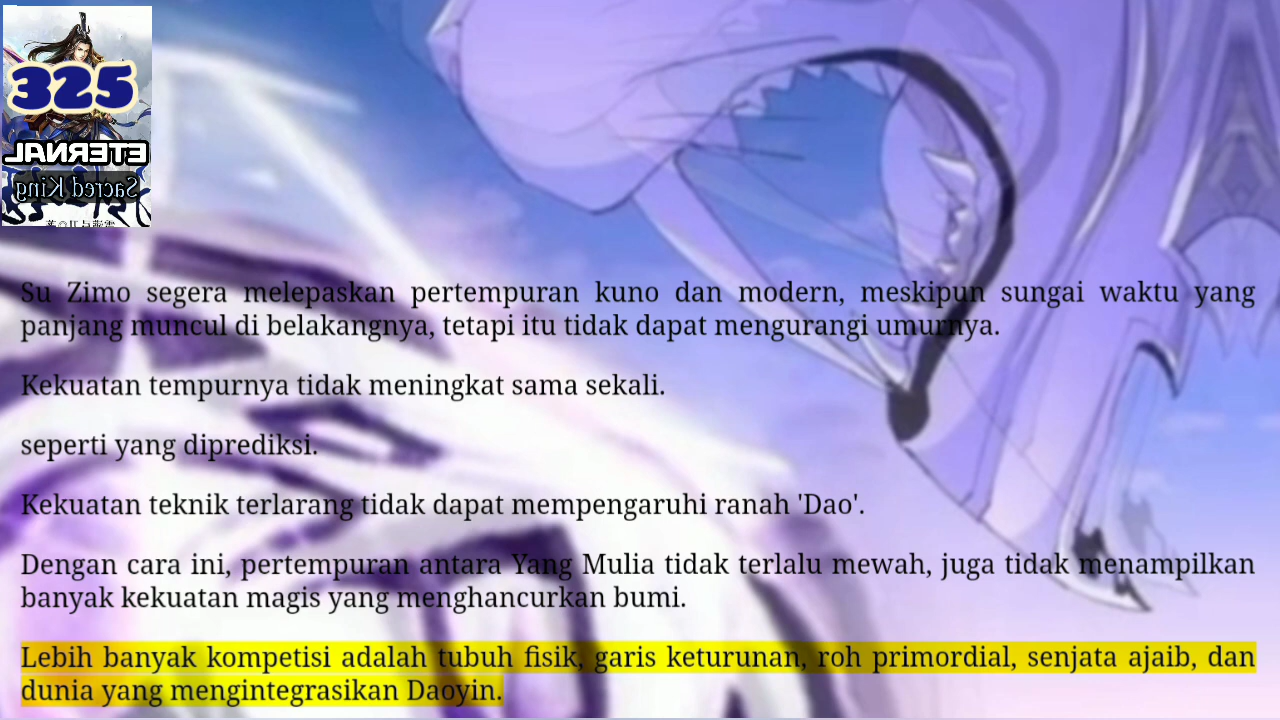 325
ETERNAL
Sacred King
Su Zimo segera melepaskan pertempuran kuno dan modern, meskipun sungai waktu yang
panjang muncul di belakangnya, tetapi itu tidak dapat mengurangi umurnya.
Kekuatan tempurnya tidak meningkat sama sekali.
seperti yang diprediksi.
Kekuatan teknik terlarang tidak dapat mempengaruhi ranah 'Dao'.
Dengan cara ini, pertempuran antara Yang Mulia tidak terlalu mewah, juga tidak menampilkan
banyak kekuatan magis yang menghancurkan bumi.
Lebih banyak kompetisi adalah tubuh fisik, garis keturunan, roh primordial, senjata ajaib, dan
dunia yang mengintegrasikan Daoyin.